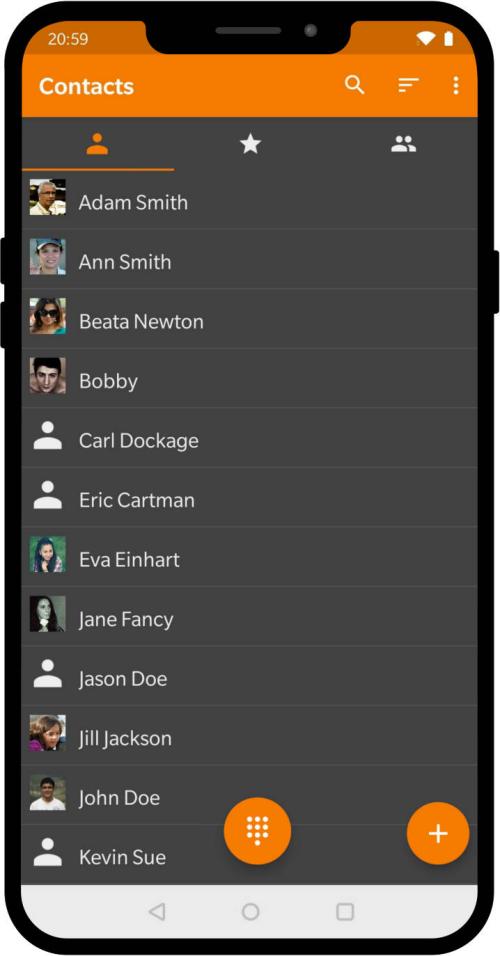 20:59
Contacts
Adam Smith
Ann Smith
Beata Newton
Bobby
Carl Dockage
Eric Cartman
Eva Einhart
Jane Fancy
Jason Doe
Jill Jackson
John Doe
Kevin Sue